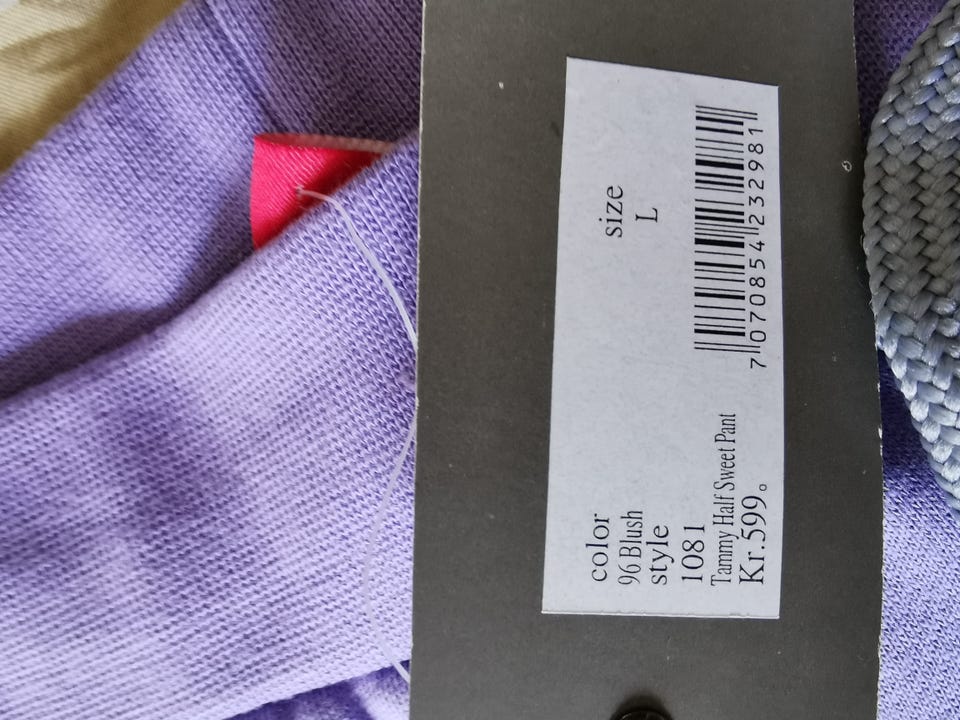 color
96 Blush
style
1081
Tammy Half Sweet Pant
Kr.599。
size
L
7 070854 232981